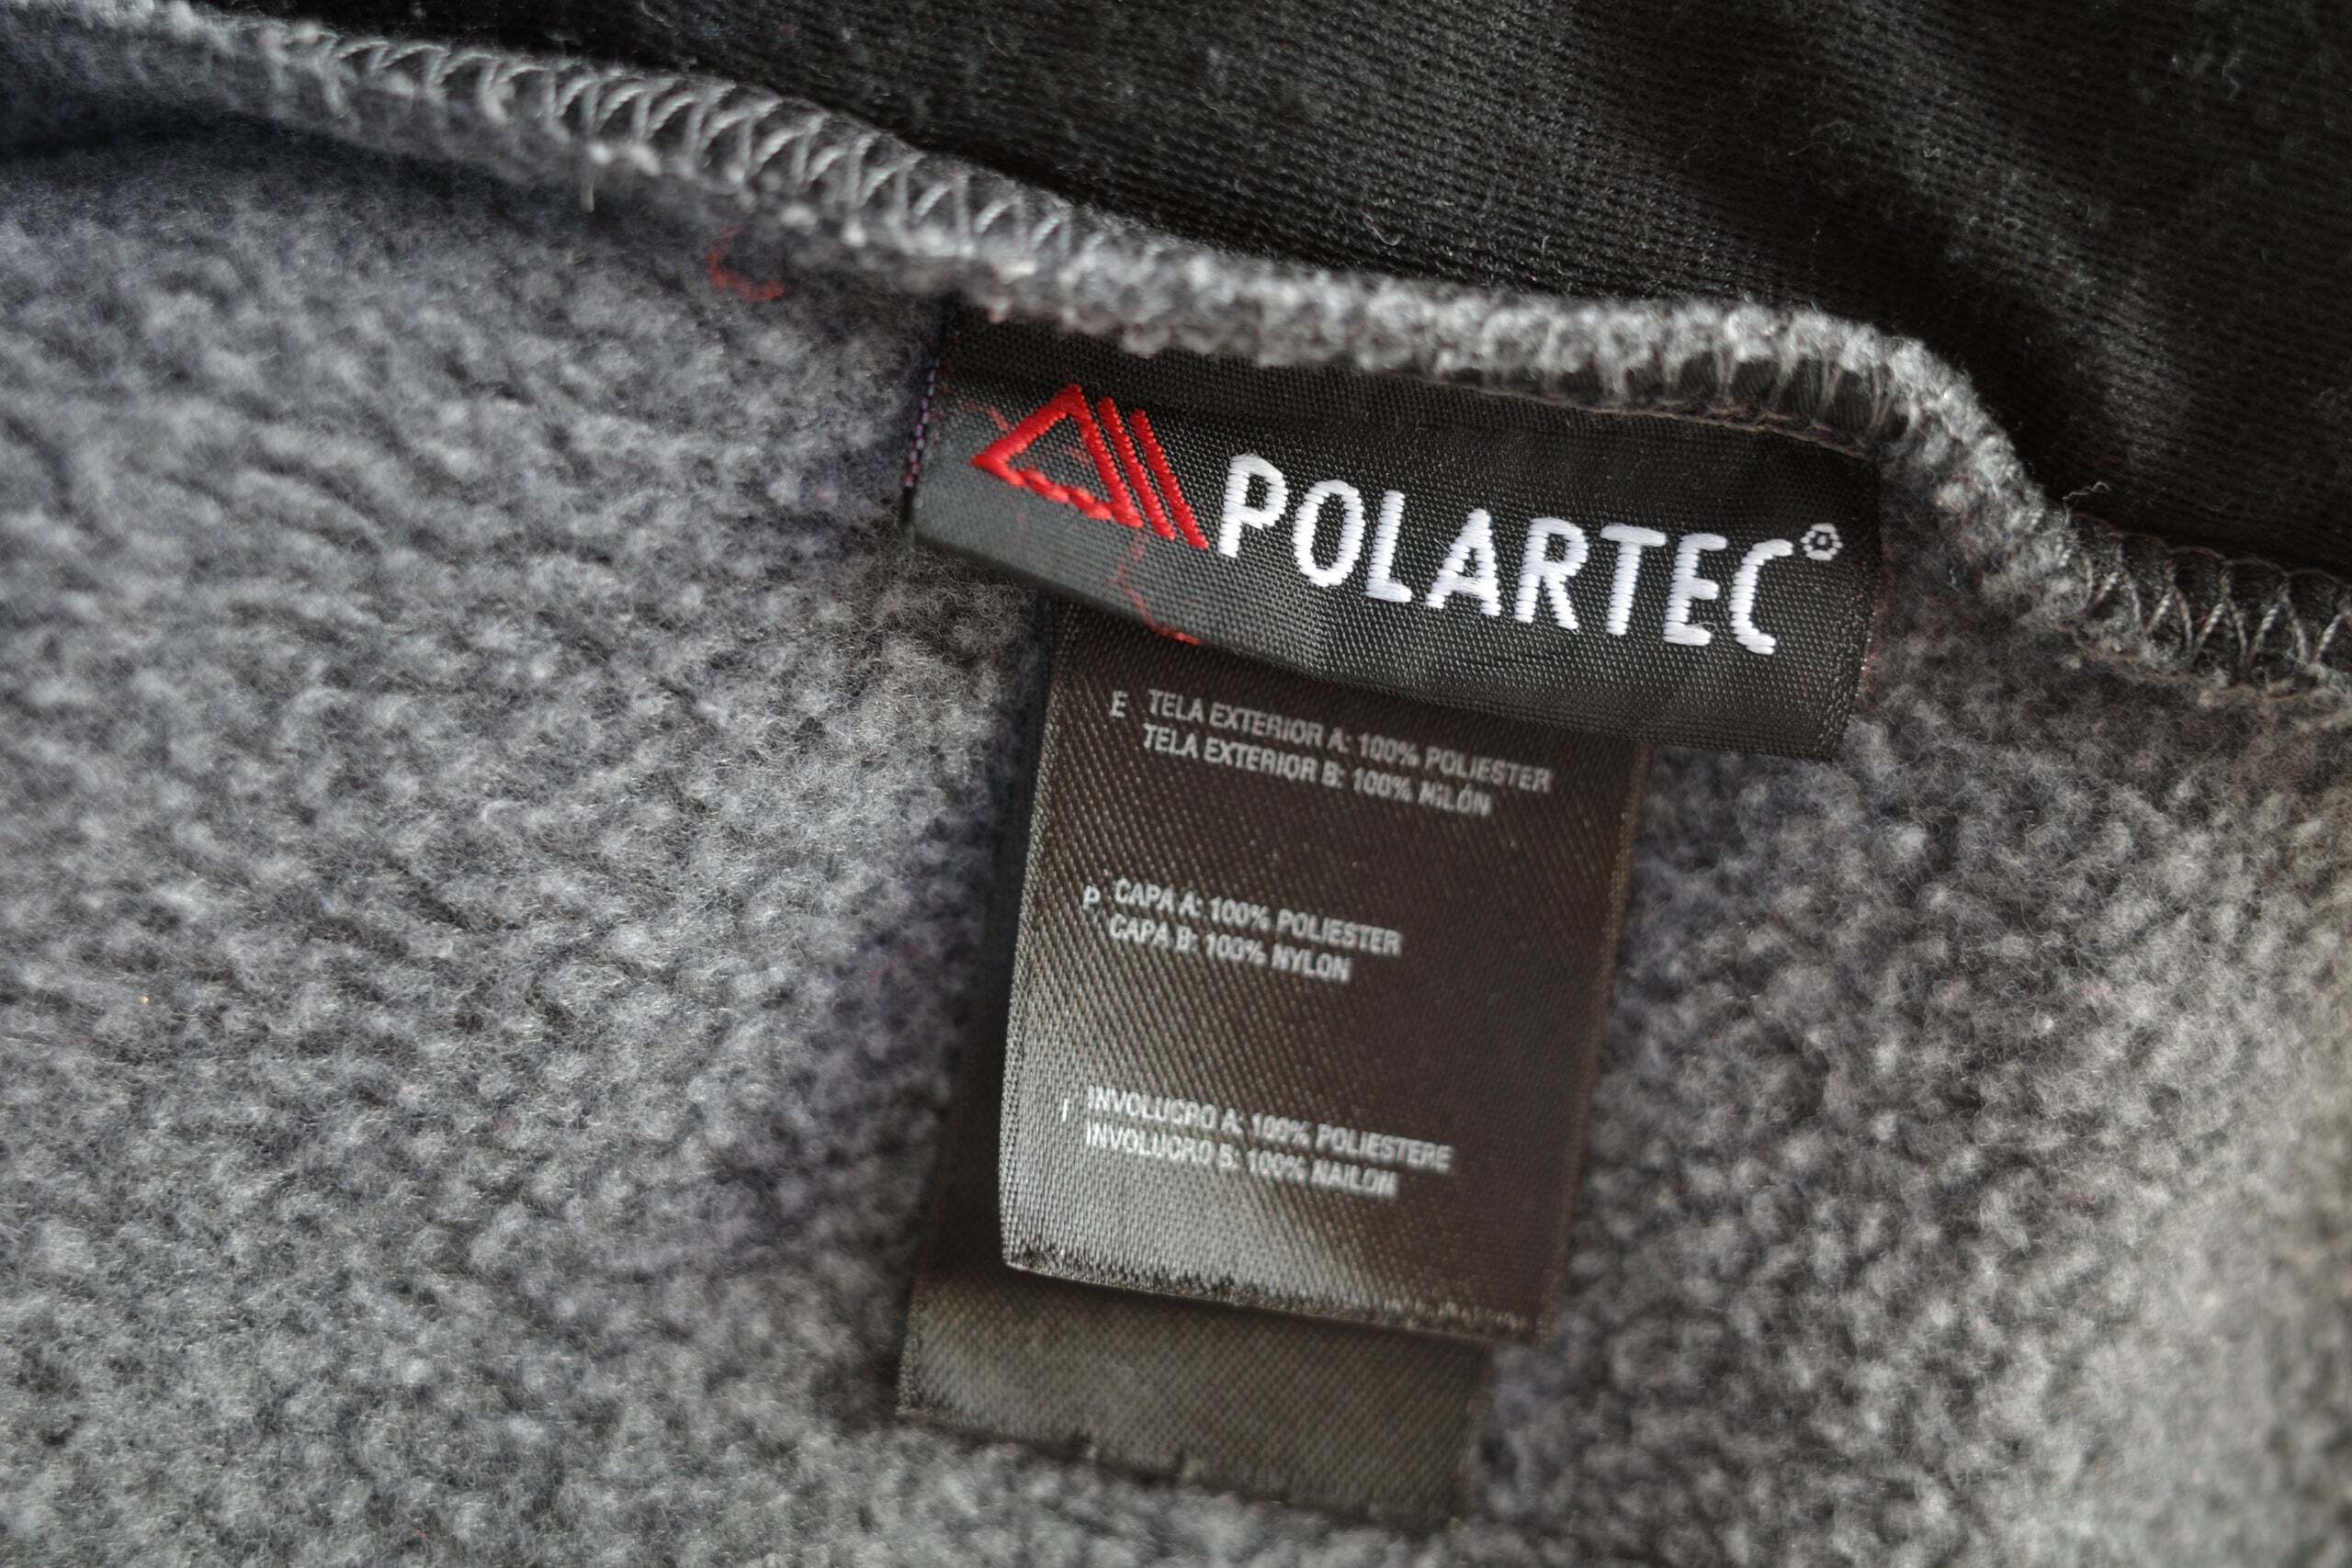 POLARTEC®
E TELA EXTERIOR A: 100% POLIESTER
TELA EXTERIOR B: 100% NILÓN
P CAPA A: 100% POLIESTER
CAPA B: 100% NYLON
I INVOLUCRO A: 100% POLIESTERE
INVOLUCRO B: 100% NAILON